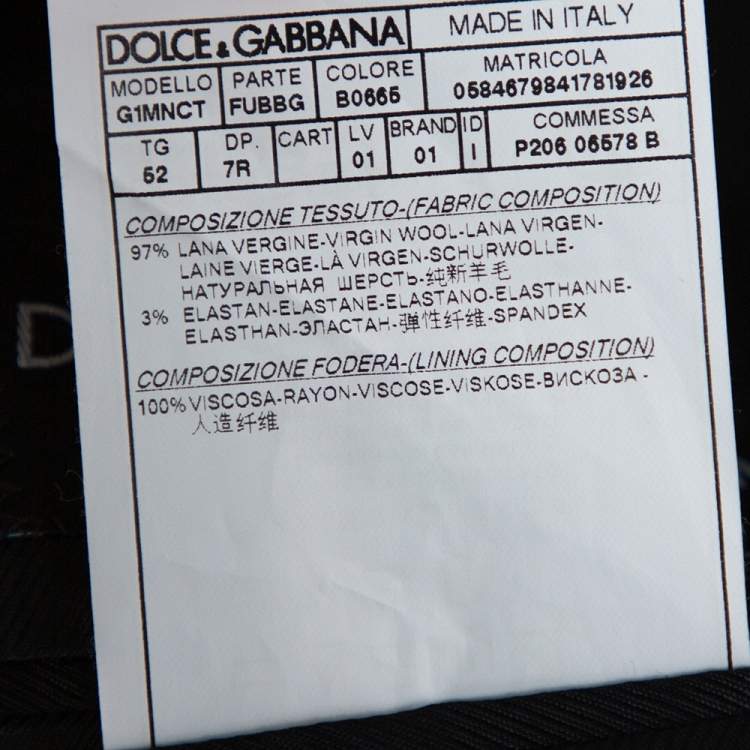 DOLCE & GABBANA MADE IN ITALY
MODELLO PARTE COLORE MATRICOLA
G1MNCT FUBBG B0665 0584679841781926
TG DP. CART LV BRAND ID COMMESSA
52 7R 01 01 I P206 06578 B
COMPOSIZIONE TESSUTO-(FABRIC COMPOSITION)
97% LANA VERGINE-VIRGIN WOOL-LANA VIRGEN-
LAINE VIERGE-LÀ VIRGEN-SCHURWOLLE-
НАТУРАЛЬНАЯ ШЕРСТЬ-纯新羊毛
3% ELASTAN-ELASTANE-ELASTANO-ELASTHANNE-
ELASTHAN-ЭЛАСТАН-弹性纤维-SPANDEX
COMPOSIZIONE FODERA-(LINING COMPOSITION)
100% VISCOSA-RAYON-VISCOSE-VISKOSE-ВИСКОЗА -
人造纤维
D